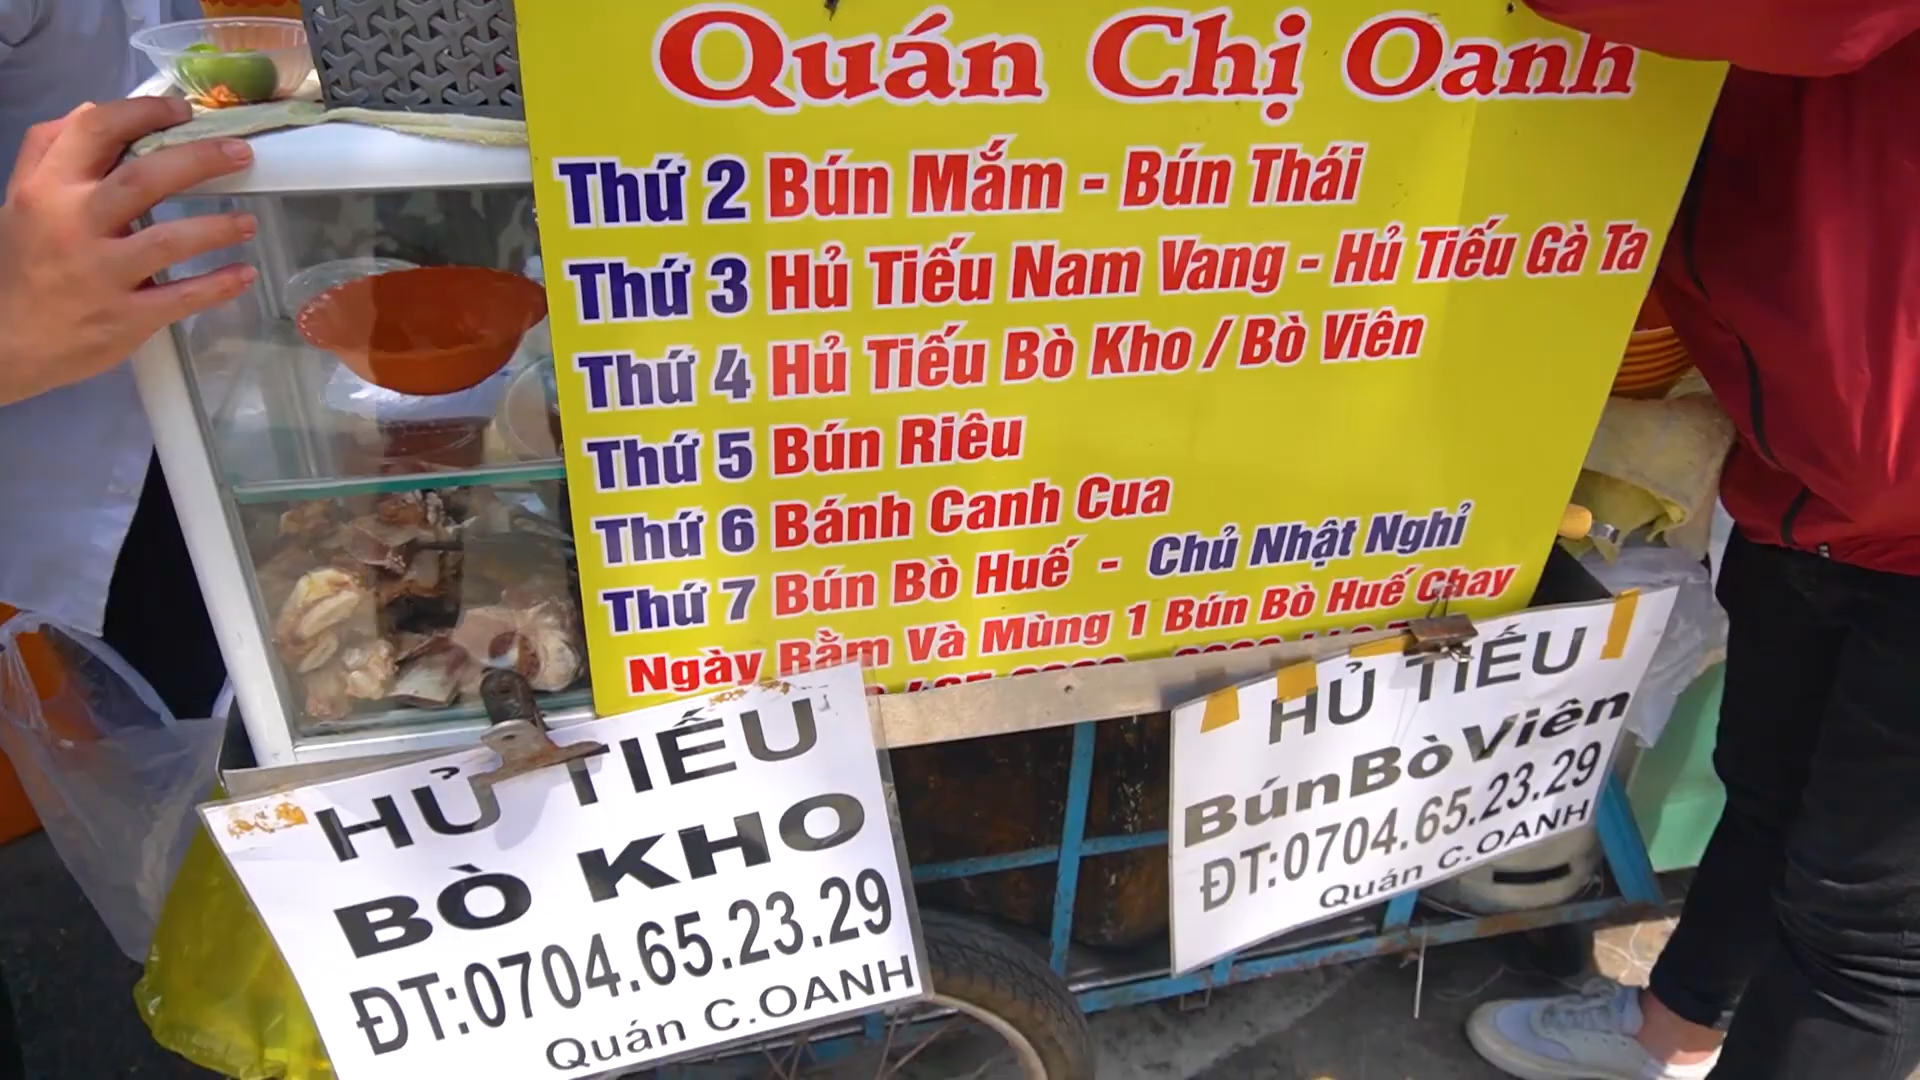 Quán Chị Oanh
Thứ 2 Bún Mắm - Bún Thái
Thứ 3 Hủ Tiếu Nam Vang - Hủ Tiếu Gà Ta
Thứ 4 Hủ Tiếu Bò Kho / Bò Viên
Thứ 5 Bún Riêu
Thứ 6 Bánh Canh Cua
Thứ 7 Bún Bò Huế - Chủ Nhật Nghỉ
Ngày Rằm Và Mùng 1 Bún Bò Huế Chay
HỦ TIẾU
BÒ KHO
ĐT:0704.65.23.29
Quán C.OANH
HỦ TIẾU
Bún Bò Viên
ĐT:0704.65.23.29
Quán C.OANH